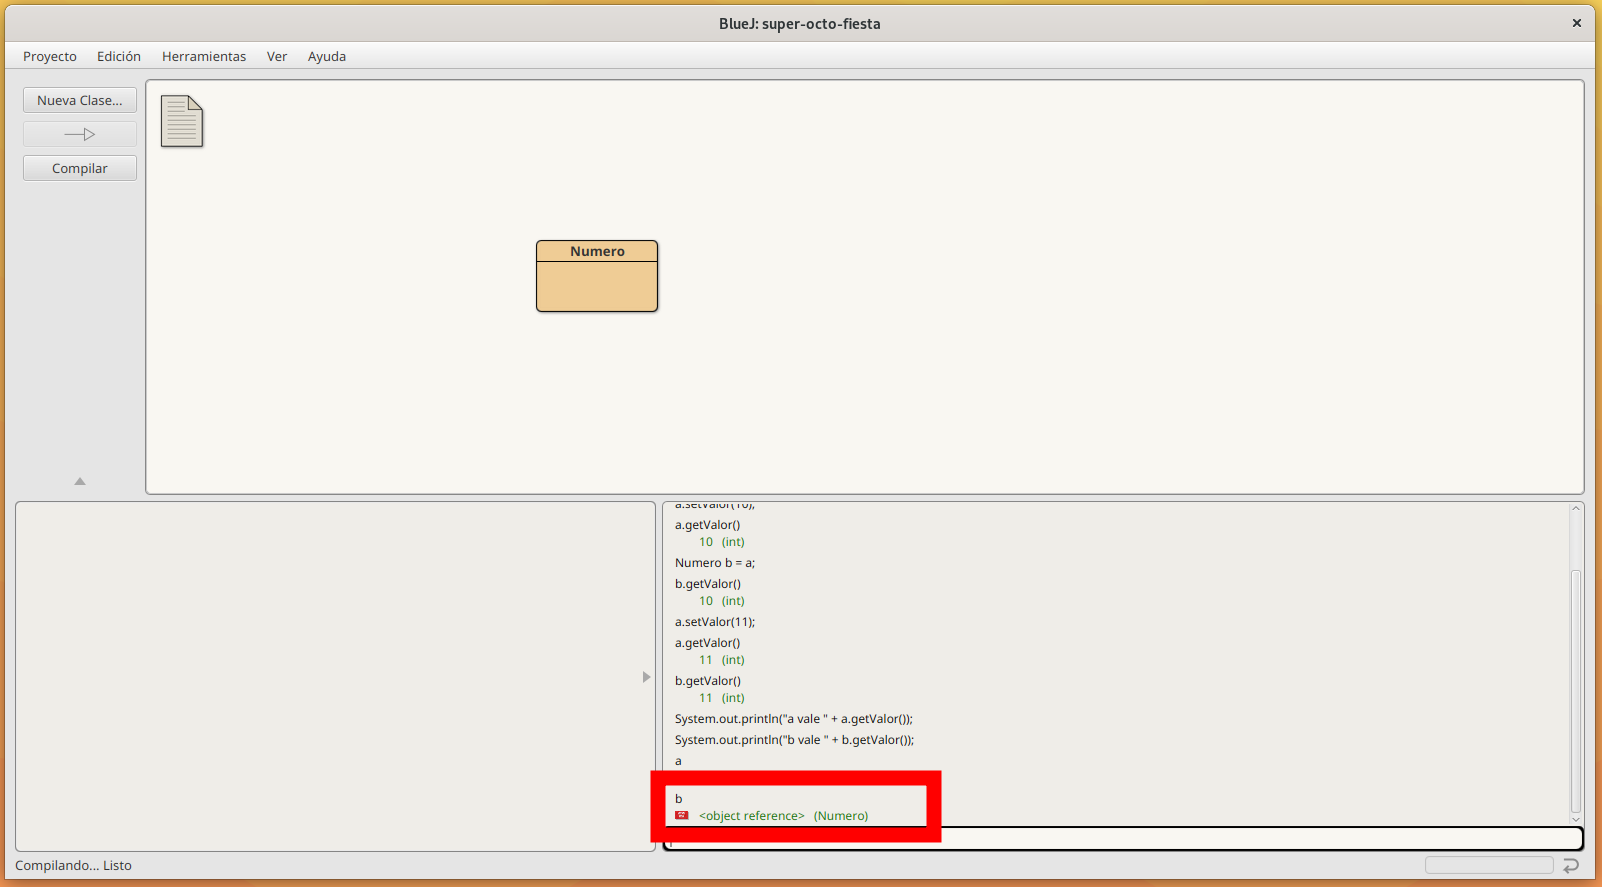 BlueJ: super-octo-fiesta
Proyecto Edición Herramientas Ver Ayuda
Nueva Clase...
Compilar
Numero
a.setValor(10);
a.getValor()
10 (int)
Numero b = a;
b.getValor()
10 (int)
a.setValor(11);
a.getValor()
11 (int)
b.getValor()
11 (int)
System.out.println("a vale " + a.getValor());
System.out.println("b vale " + b.getValor());
a
b
<object reference> (Numero)
Compilando... Listo